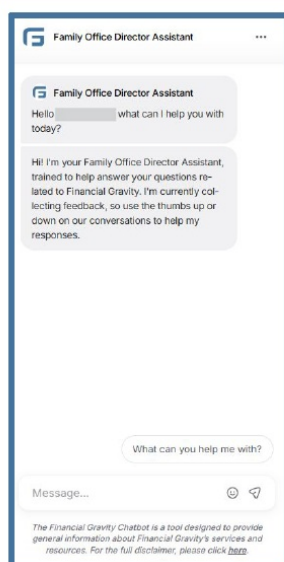 Family Office Director Assistant
Family Office Director Assistant
Hello what can I help you with
today?
Hi! I'm your Family Office Director Assistant,
trained to help answer your questions re-
lated to Financial Gravity. I'm currently col-
lecting feedback, so use the thumbs up or
down on our conversations to help my
responses.
What can you help me with?
Message...
The Financial Gravity Chatbot is a tool designed to provide
general information about Financial Gravity's services and
resources. For the full disclaimer, please click here.